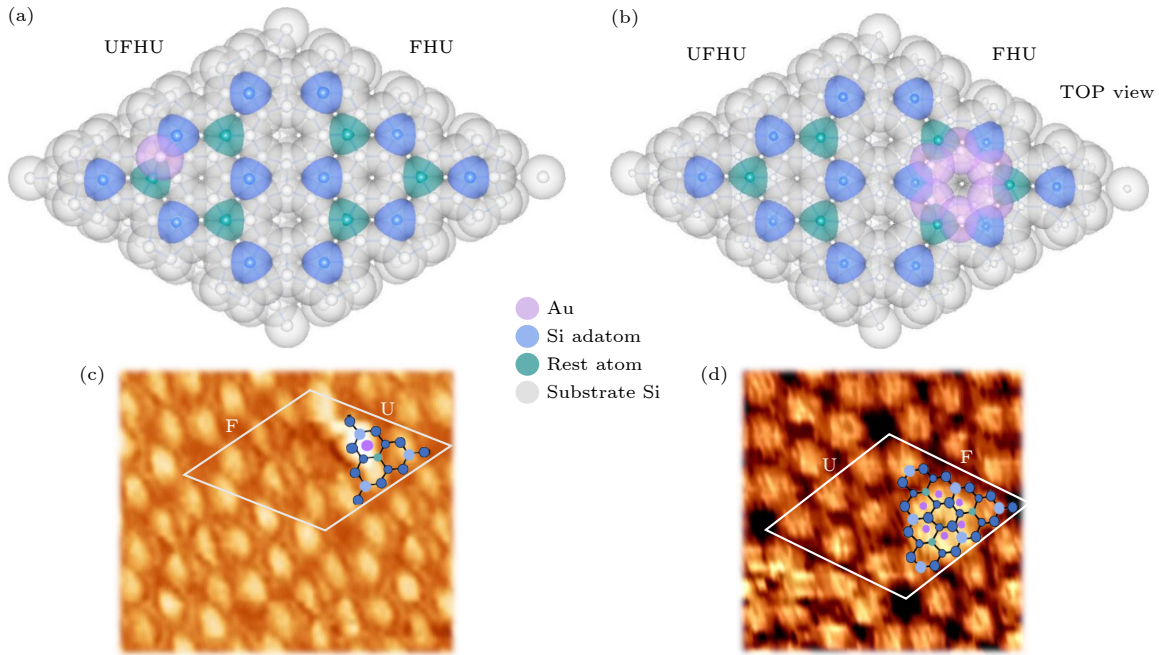 (a)
UFHU
FHU
(b)
UFHU
FHU
TOP view
Au
Si adatom
Rest atom
Substrate Si
(c)
F
U
(d)
U
F